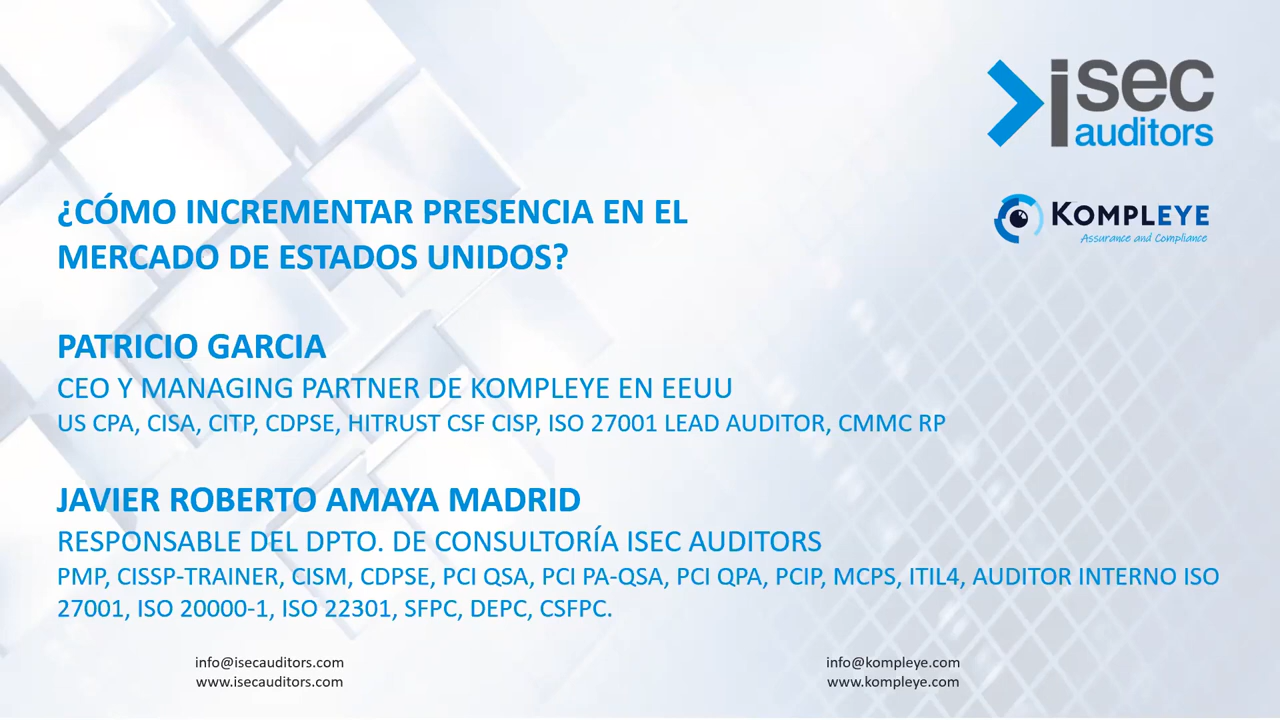 isec
auditors
KOMPLEYE
Assurance and Compliance
¿CÓMO INCREMENTAR PRESENCIA EN EL
MERCADO DE ESTADOS UNIDOS?
PATRICIO GARCIA
CEO Y MANAGING PARTNER DE KOMPLEYE EN EEUU
US CPA, CISA, CITP, CDPSE, HITRUST CSF CISP, ISO 27001 LEAD AUDITOR, CMMC RP
JAVIER ROBERTO AMAYA MADRID
RESPONSABLE DEL DPTO. DE CONSULTORÍA ISEC AUDITORS
PMP, CISSP-TRAINER, CISM, CDPSE, PCI QSA, PCI PA-QSA, PCI QPA, PCIP, MCPS, ITIL4, AUDITOR INTERNO ISO
27001, ISO 20000-1, ISO 22301, SFPC, DEPC, CSFPC.
info@isecauditors.com
www.isecauditors.com
info@kompleye.com
www.kompleye.com